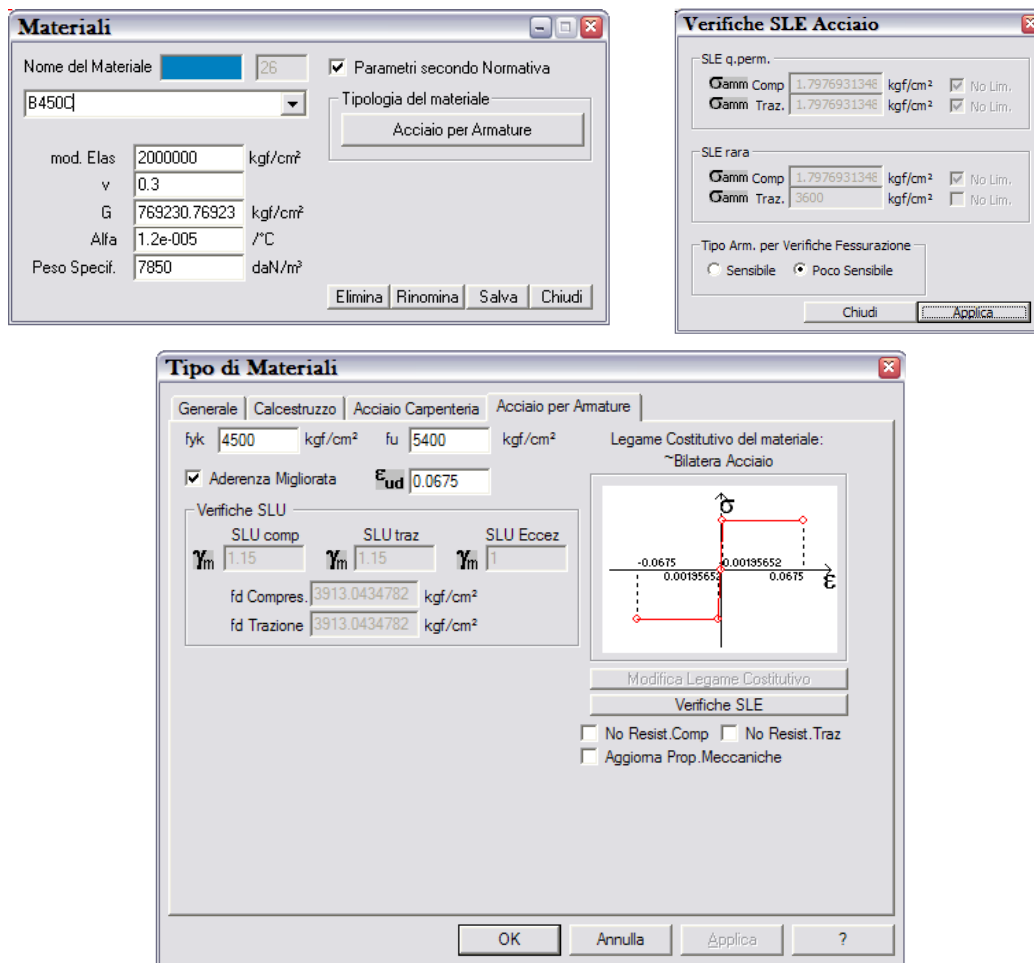 Materiali
Nome del Materiale 26
Parametri secondo Normativa
B450C
Tipologia del materiale
Acciaio per Armature
mod. Elas 2000000 kgf/cm²
v 0.3
G 769230.76923 kgf/cm²
Alfa 1.2e-005 /°C
Peso Specif. 7850 daN/m³
Elimina Rinomina Salva Chiudi
Verifiche SLE Acciaio
SLE q.perm.
σamm Comp 1.7976931348 kgf/cm² No Lim.
σamm Traz. 1.7976931348 kgf/cm² No Lim.
SLE rara
σamm Comp 1.7976931348 kgf/cm² No Lim.
σamm Traz. 3600 kgf/cm² No Lim.
Tipo Arm. per Verifiche Fessurazione
Sensibile Poco Sensibile
Chiudi Applica
Tipo di Materiali
Generale Calcestruzzo Acciaio Carpenteria Acciaio per Armature
fyk 4500 kgf/cm² fu 5400 kgf/cm²
Aderenza Migliorata εud 0.0675
Verifiche SLU
SLU comp SLU traz SLU Eccez
γm 1.15 γm 1.15 γm 1
fd Compres. 3913.0434782 kgf/cm²
fd Trazione 3913.0434782 kgf/cm²
Legame Costitutivo del materiale:
~Bilatera Acciaio
σ
-0.0675 0.00195652
0.00195652 0.0675 ε
Modifica Legame Costitutivo
Verifiche SLE
No Resist.Comp No Resist.Traz
Aggiorna Prop.Meccaniche
OK Annulla Applica ?